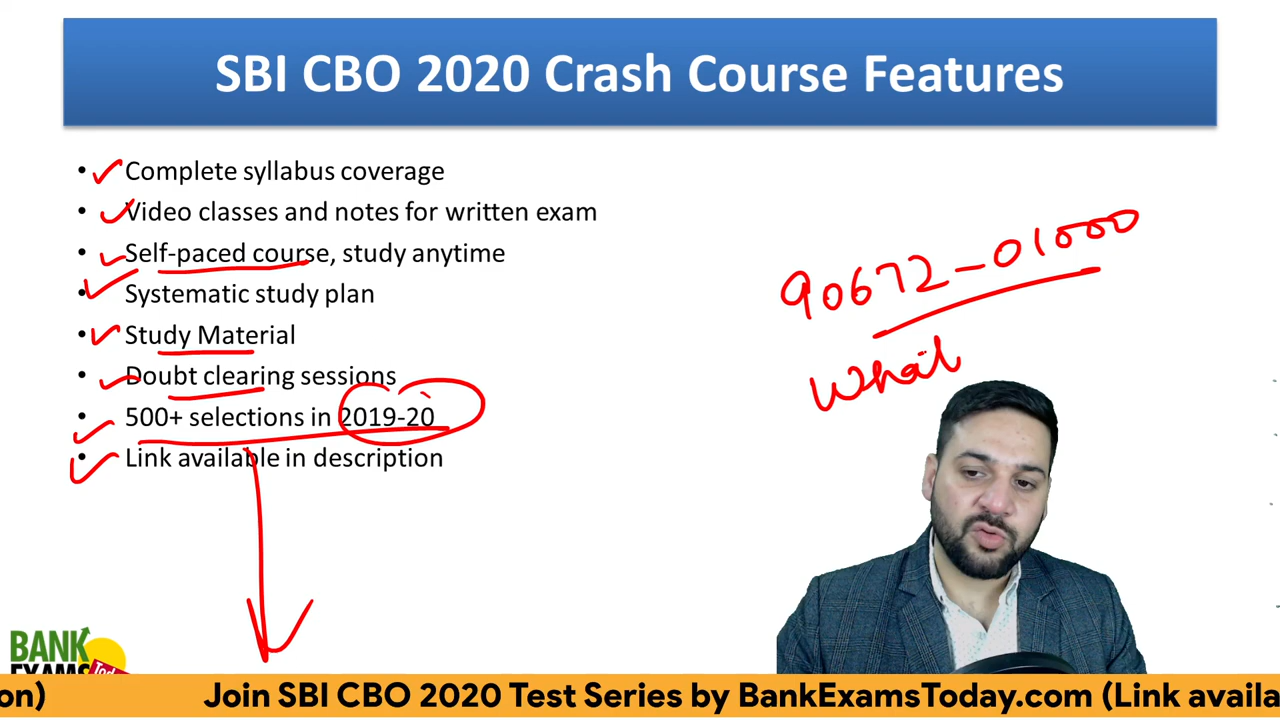 SBI CBO 2020 Crash Course Features
• Complete syllabus coverage
• Video classes and notes for written exam
• Self-paced course, study anytime
• Systematic study plan
• Study Material
• Doubt clearing sessions
• 500+ selections in 2019-20
• Link available in description
90672-01000
What
BANK
EXAMS Today
on) Join SBI CBO 2020 Test Series by BankExamsToday.com (Link availa